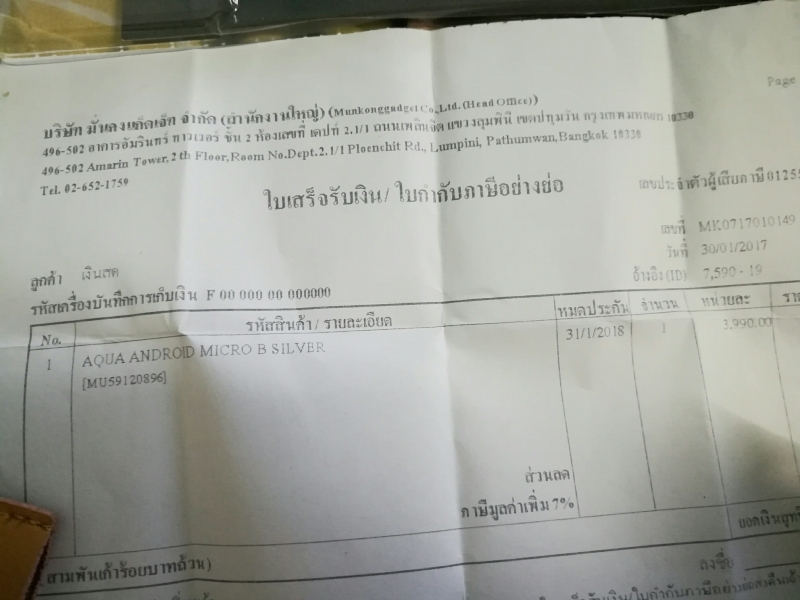 Page
บริษัท มั่นคงแก็ดเจ็ท จำกัด (สำนักงานใหญ่) (Munkonggadget Co.,Ltd. (Head Office))
496-502 อาคารอัมรินทร์ ทาวเวอร์ ชั้น 2 ห้องเลขที่ เดปท์ 2.1/1 ถนนเพลินจิต แขวงลุมพินี เขตปทุมวัน กรุงเทพมหานคร 10330
496-502 Amarin Tower, 2 th Floor, Room No.Dept.2.1/1 Ploenchit Rd., Lumpini, Pathumwan, Bangkok 10330
Tel. 02-652-1759
ใบเสร็จรับเงิน / ใบกำกับภาษีอย่างย่อ
เลขประจำตัวผู้เสียภาษี 01255
เลขที่ MK0717010149
วันที่ 30/01/2017
อ้างอิง (ID) 7,590 - 19
ลูกค้า เงินสด
รหัสเครื่องบันทึกการเก็บเงิน F 00 000 00 000000
No. รหัสสินค้า / รายละเอียด หมดประกัน จำนวน หน่วยละ
1 AQUA ANDROID MICRO B SILVER 31/1/2018 1 3,990.00
[MU59120896]
ส่วนลด
ภาษีมูลค่าเพิ่ม 7%
ยอดเงินสุทธิ
(สามพันเก้าร้อยบาทถ้วน)
ลงชื่อ